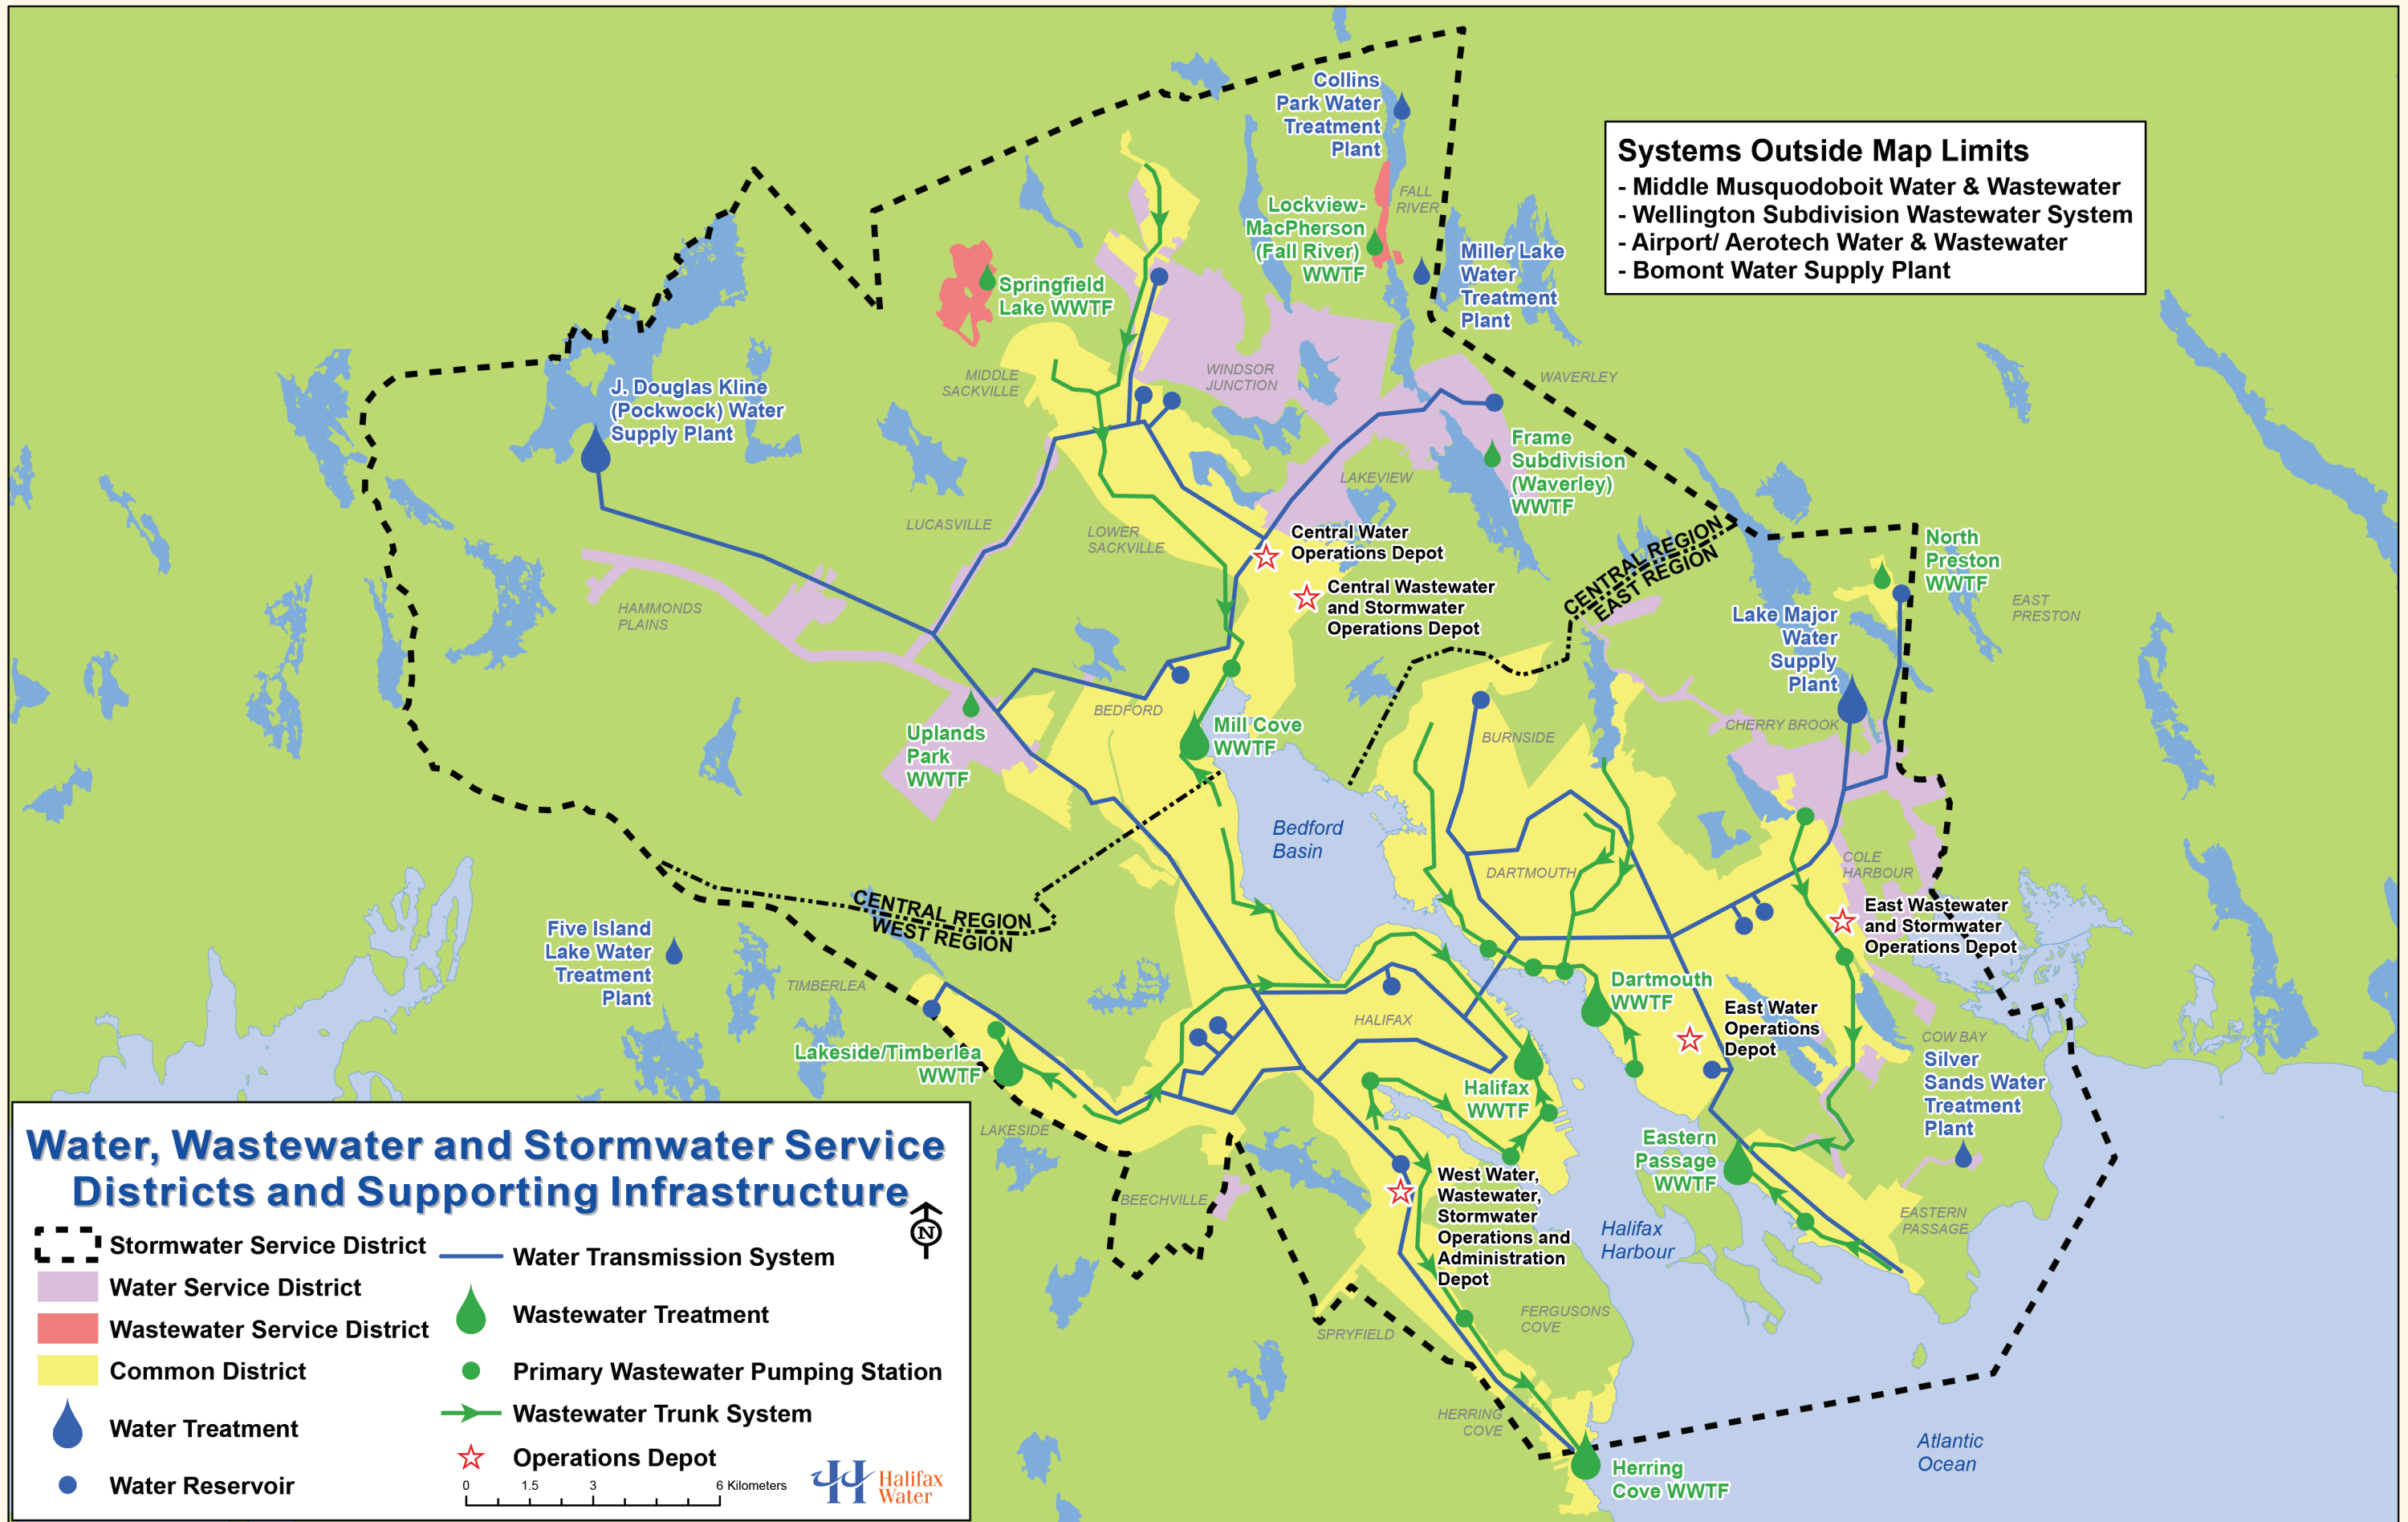 Collins
Park Water
Treatment
Plant
Systems Outside Map Limits
- Middle Musquodoboit Water & Wastewater
- Wellington Subdivision Wastewater System
- Airport/ Aerotech Water & Wastewater
- Bomont Water Supply Plant
FALL
RIVER
Lockview-
MacPherson
(Fall River)
WWTF
Miller Lake
Water
Treatment
Plant
Springfield
Lake WWTF
MIDDLE
SACKVILLE
WINDSOR
JUNCTION
WAVERLEY
J. Douglas Kline
(Pockwock) Water
Supply Plant
Frame
Subdivision
(Waverley)
WWTF
LAKEVIEW
LUCASVILLE
LOWER
SACKVILLE
Central Water
Operations Depot
Central Wastewater
and Stormwater
Operations Depot
CENTRAL REGION
EAST REGION
North
Preston
WWTF
EAST
PRESTON
HAMMONDS
PLAINS
Lake Major
Water
Supply
Plant
BEDFORD
Uplands
Park
WWTF
Mill Cove
WWTF
BURNSIDE
CHERRY BROOK
Bedford
Basin
DARTMOUTH
COLE
HARBOUR
CENTRAL REGION
WEST REGION
East Wastewater
and Stormwater
Operations Depot
Five Island
Lake Water
Treatment
Plant
TIMBERLEA
Dartmouth
WWTF
East Water
Operations
Depot
HALIFAX
COW BAY
Lakeside/Timberlea
WWTF
Halifax
WWTF
Silver
Sands Water
Treatment
Plant
LAKESIDE
Eastern
Passage
WWTF
BEECHVILLE
West Water,
Wastewater,
Stormwater
Operations and
Administration
Depot
Halifax
Harbour
EASTERN
PASSAGE
SPRYFIELD
FERGUSONS
COVE
HERRING
COVE
Herring
Cove WWTF
Atlantic
Ocean
Water, Wastewater and Stormwater Service
Districts and Supporting Infrastructure
N
Stormwater Service District
Water Service District
Wastewater Service District
Common District
Water Treatment
Water Reservoir
Water Transmission System
Wastewater Treatment
Primary Wastewater Pumping Station
Wastewater Trunk System
Operations Depot
0 1.5 3 6 Kilometers
Halifax
Water